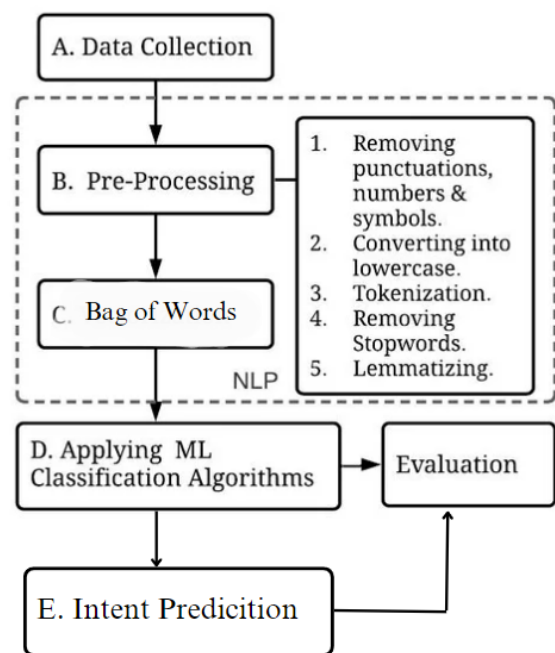 A. Data Collection
B. Pre-Processing
1. Removing
punctuations,
numbers &
symbols.
2. Converting into
lowercase.
3. Tokenization.
4. Removing
Stopwords.
5. Lemmatizing.
C. Bag of Words
NLP
D. Applying ML
Classification Algorithms
Evaluation
E. Intent Predicition